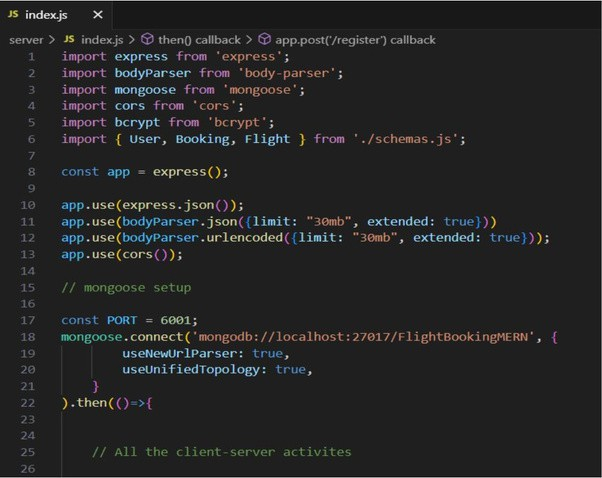 JS index.js ×
server > JS index.js > then() callback > app.post('/register') callback
1 import express from 'express';
2 import bodyParser from 'body-parser';
3 import mongoose from 'mongoose';
4 import cors from 'cors';
5 import bcrypt from 'bcrypt';
6 import { User, Booking, Flight } from './schemas.js';
7
8 const app = express();
9
10 app.use(express.json());
11 app.use(bodyParser.json({limit: "30mb", extended: true}))
12 app.use(bodyParser.urlencoded({limit: "30mb", extended: true}));
13 app.use(cors());
14
15 // mongoose setup
16
17 const PORT = 6001;
18 mongoose.connect('mongodb://localhost:27017/FlightBookingMERN', {
19 useNewUrlParser: true,
20 useUnifiedTopology: true,
21 }
22 ).then(()=>{
23
24
25 // All the client-server activites
26